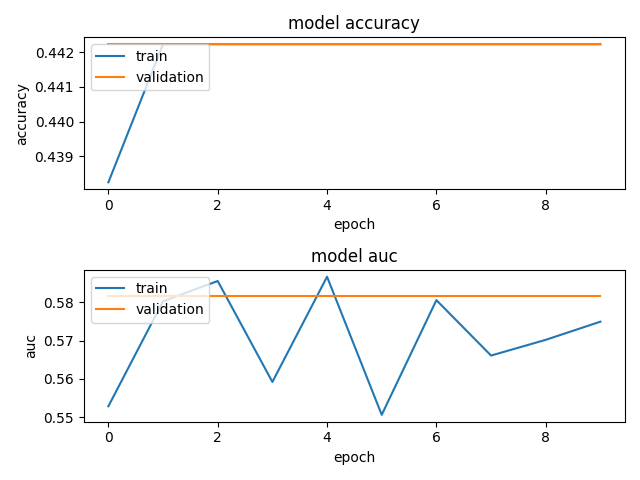 model accuracy
0.442
0.441
0.440
0.439
accuracy
train
validation
0 2 4 6 8
epoch
model auc
0.58
0.57
0.56
0.55
auc
train
validation
0 2 4 6 8
epoch